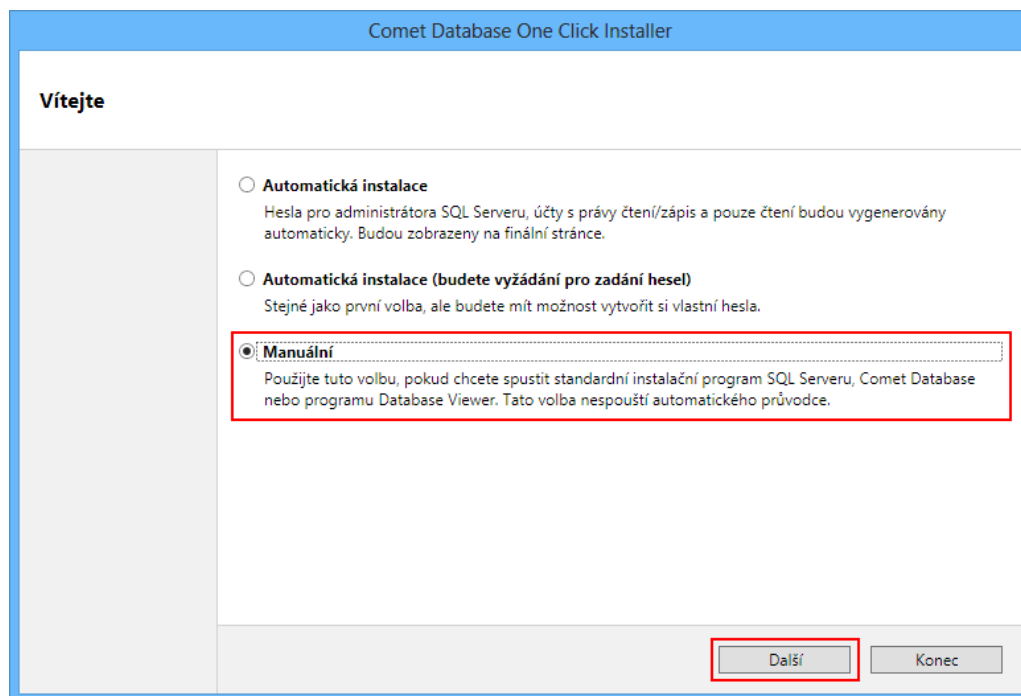 Comet Database One Click Installer
Vítejte
Automatická instalace
Hesla pro administrátora SQL Serveru, účty s právy čtení/zápis a pouze čtení budou vygenerovány
automaticky. Budou zobrazeny na finální stránce.
Automatická instalace (budete vyžádání pro zadání hesel)
Stejné jako první volba, ale budete mít možnost vytvořit si vlastní hesla.
Manuální
Použijte tuto volbu, pokud chcete spustit standardní instalační program SQL Serveru, Comet Database
nebo programu Database Viewer. Tato volba nespouští automatického průvodce.
Další
Konec